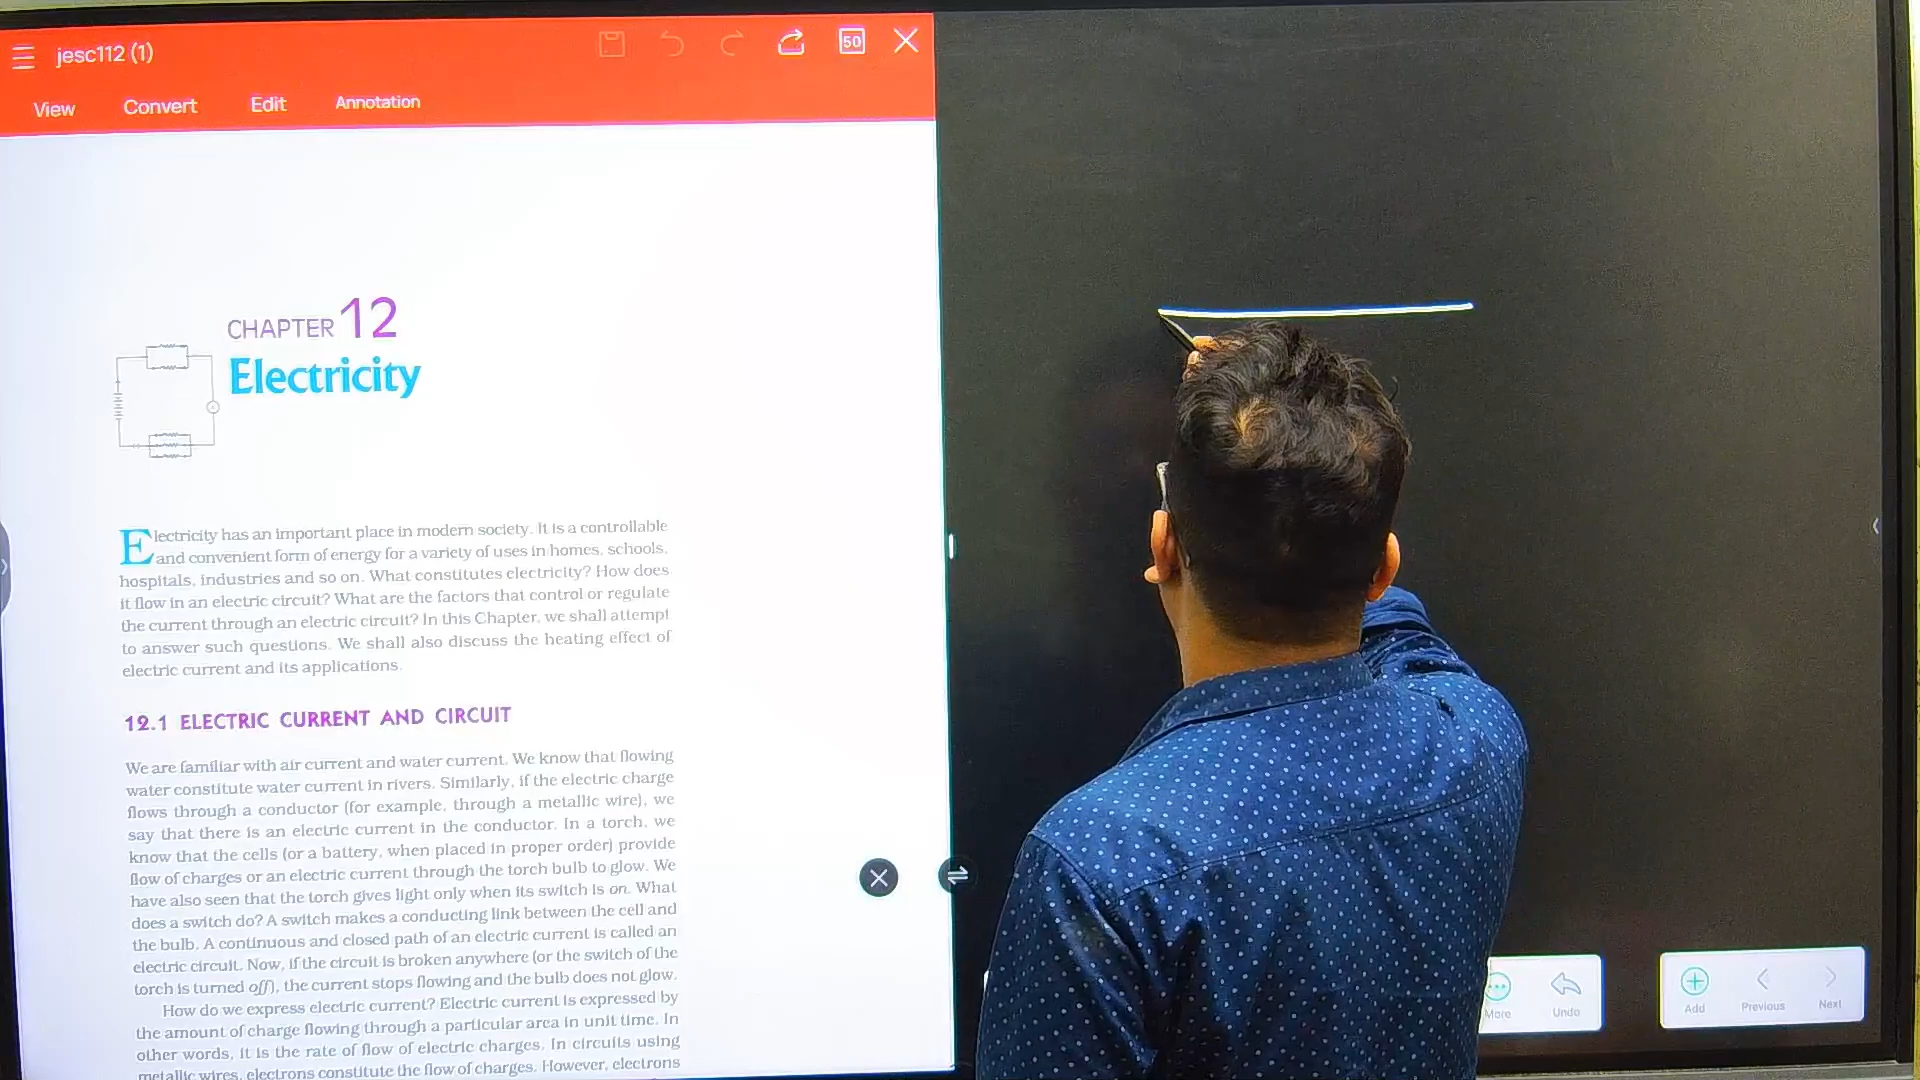 jesc112 (1)
50
View Convert Edit Annotation
CHAPTER 12
Electricity
Electricity has an important place in modern society. It is a controllable
and convenient form of energy for a variety of uses in homes, schools,
hospitals, industries and so on. What constitutes electricity? How does
it flow in an electric circuit? What are the factors that control or regulate
the current through an electric circuit? In this Chapter, we shall attempt
to answer such questions. We shall also discuss the heating effect of
electric current and its applications.
12.1 ELECTRIC CURRENT AND CIRCUIT
We are familiar with air current and water current. We know that flowing
water constitute water current in rivers. Similarly, if the electric charge
flows through a conductor (for example, through a metallic wire), we
say that there is an electric current in the conductor. In a torch, we
know that the cells (or a battery, when placed in proper order) provide
flow of charges or an electric current through the torch bulb to glow. We
have also seen that the torch gives light only when its switch is on. What
does a switch do? A switch makes a conducting link between the cell and
the bulb. A continuous and closed path of an electric current is called an
electric circuit. Now, if the circuit is broken anywhere (or the switch of the
torch is turned off), the current stops flowing and the bulb does not glow.
How do we express electric current? Electric current is expressed by
the amount of charge flowing through a particular area in unit time. In
other words, it is the rate of flow of electric charges. In circuits using
metallic wires, electrons constitute the flow of charges. However, electrons
More Undo Add Previous Next